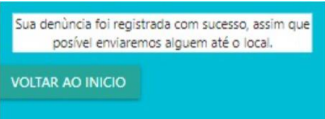 Sua denùncia foi registrada com sucesso, assim que
posível enviaremos alguem até o local.
VOLTAR AO INICIO